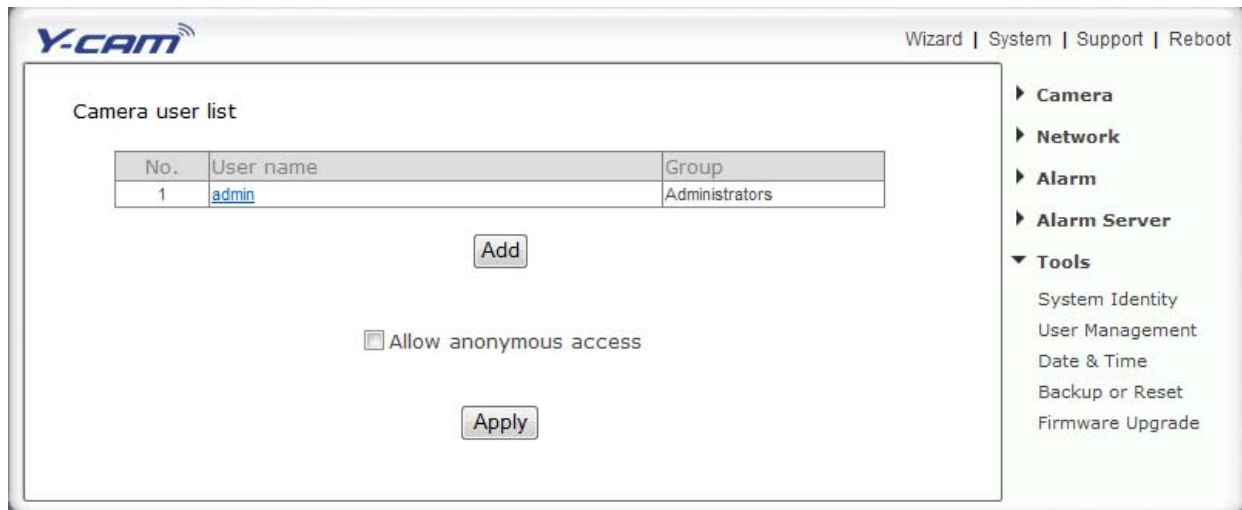 Y-cam
Wizard | System | Support | Reboot
Camera user list
No. User name Group
1 admin Administrators
Add
Allow anonymous access
Apply
Camera
Network
Alarm
Alarm Server
Tools
System Identity
User Management
Date & Time
Backup or Reset
Firmware Upgrade